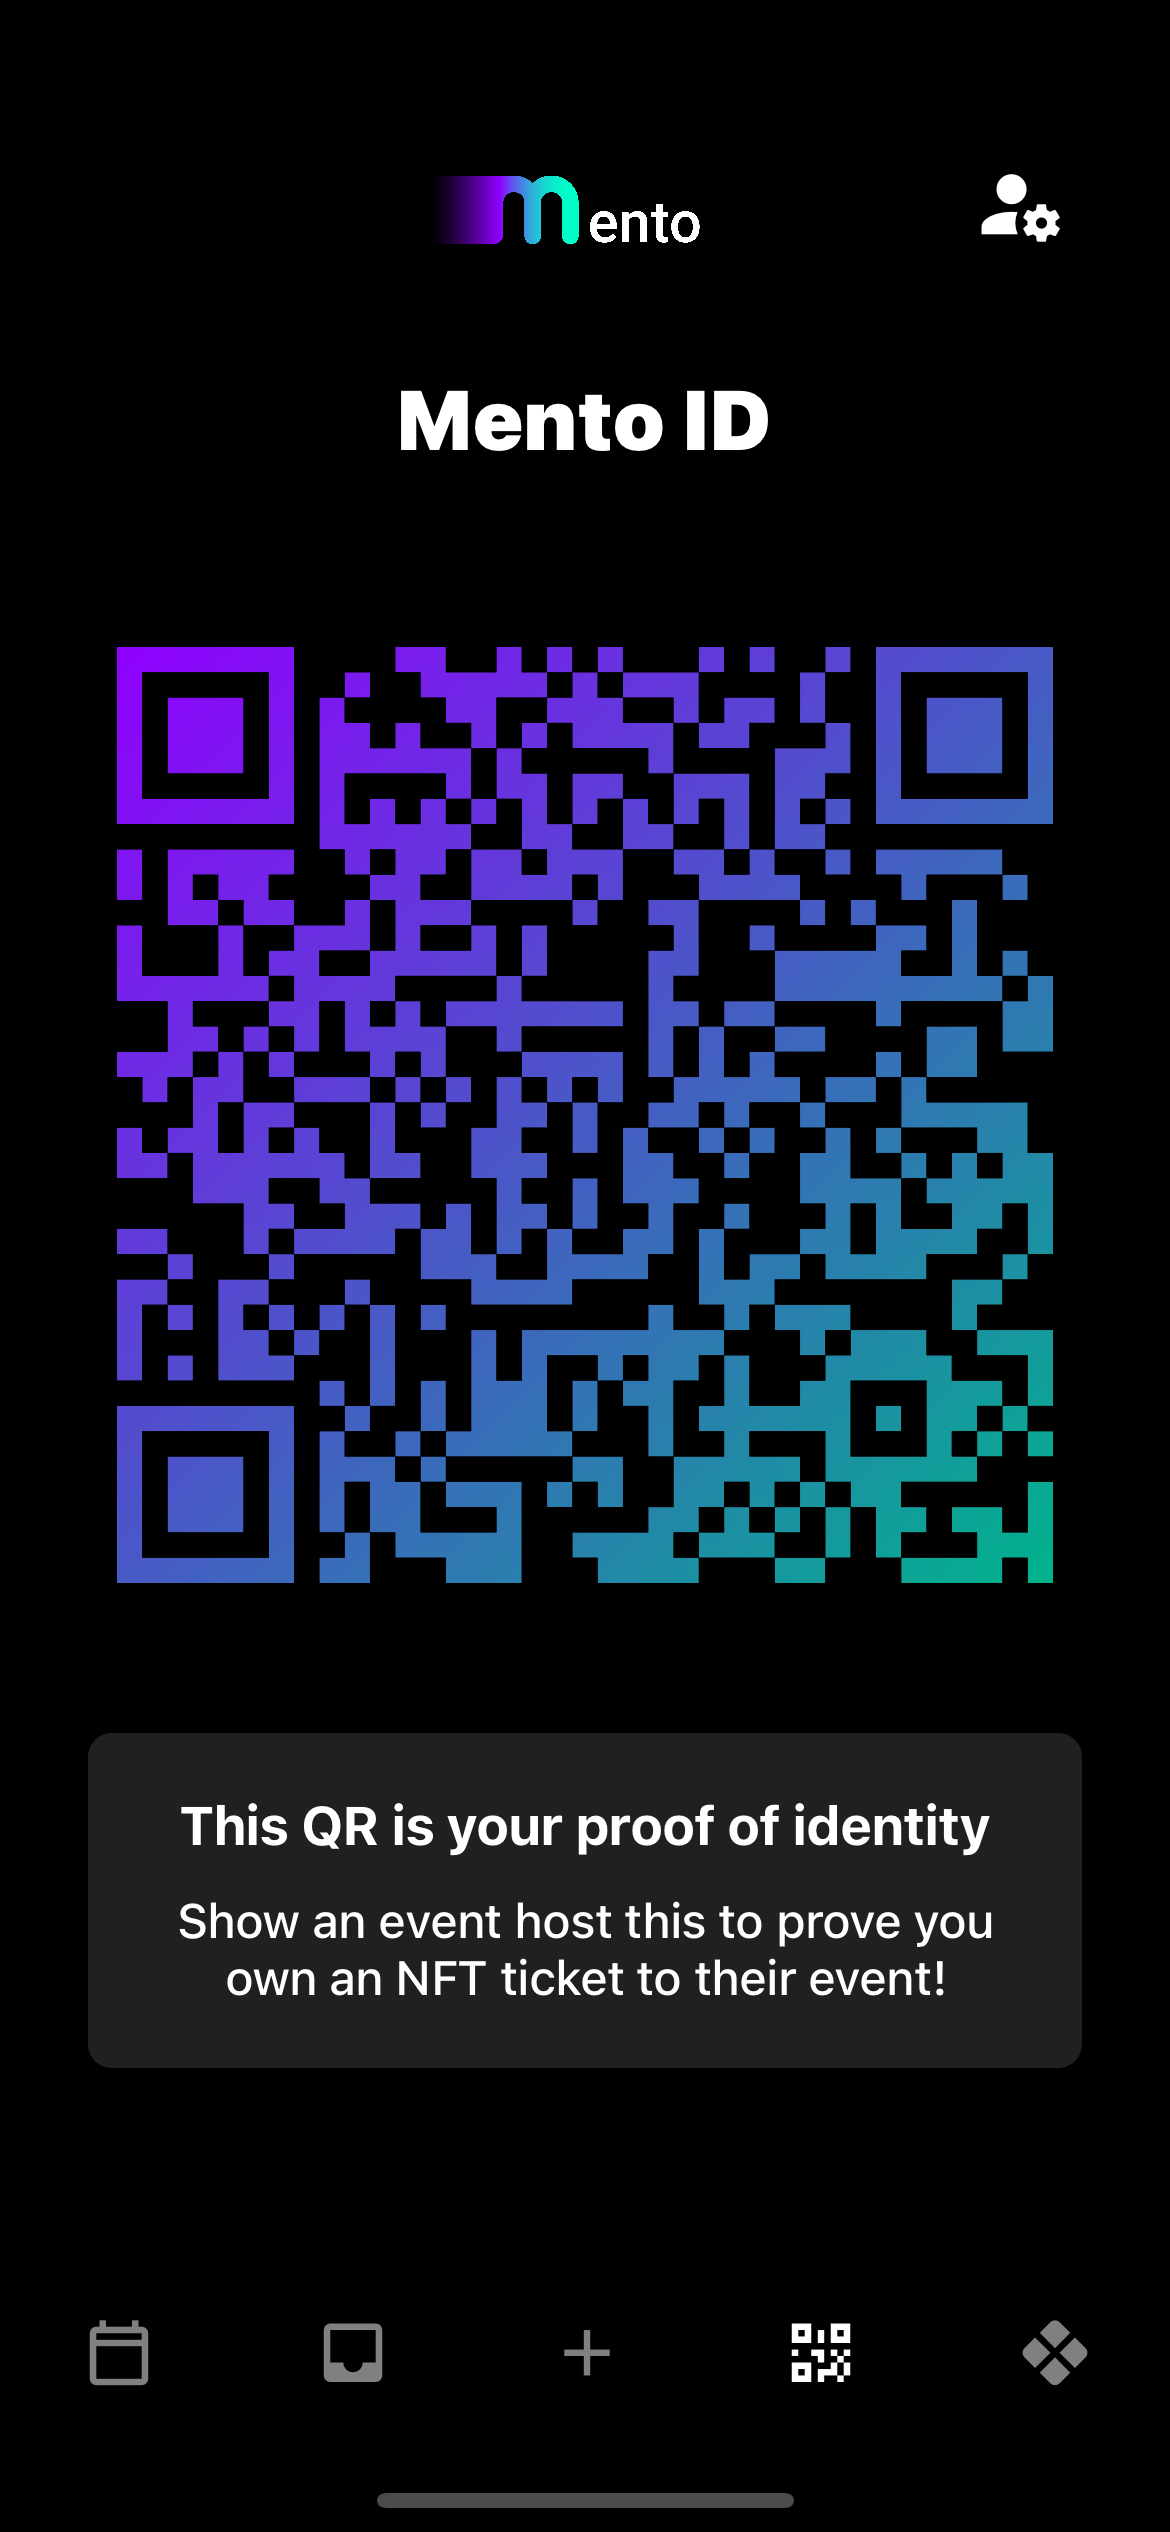 mento
Mento ID
This QR is your proof of identity
Show an event host this to prove you
own an NFT ticket to their event!